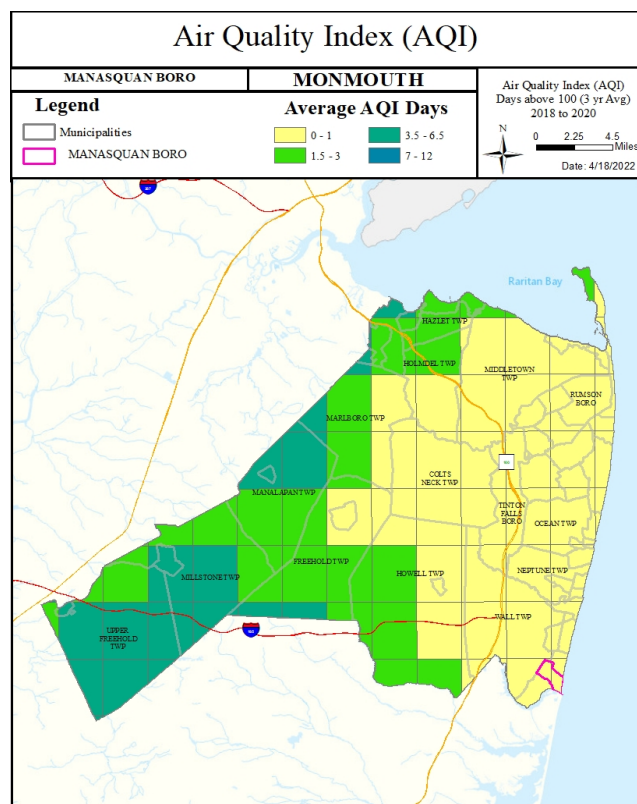 Air Quality Index (AQI)
MANASQUAN BORO
MONMOUTH
Legend
Municipalities
MANASQUAN BORO
Average AQI Days
0 - 1
3.5 - 6.5
1.5 - 3
7 - 12
Air Quality Index (AQI)
Days above 100 (3 yr Avg)
2018 to 2020
N
0 2.25 4.5
Miles
Date: 4/18/2022
Raritan Bay
HAZLET TWP
HOLMDEL TWP
MIDDLETOWN
TWP
RUMSON
BORO
MARLBORO TWP
COLTS
NECK TWP
MANALAPAN TWP
TINTON
FALLS
BORO
OCEAN TWP
FREEHOLD TWP
HOWELL TWP
NEPTUNE TWP
MILLSTONE TWP
WALL TWP
UPPER
FREEHOLD
TWP